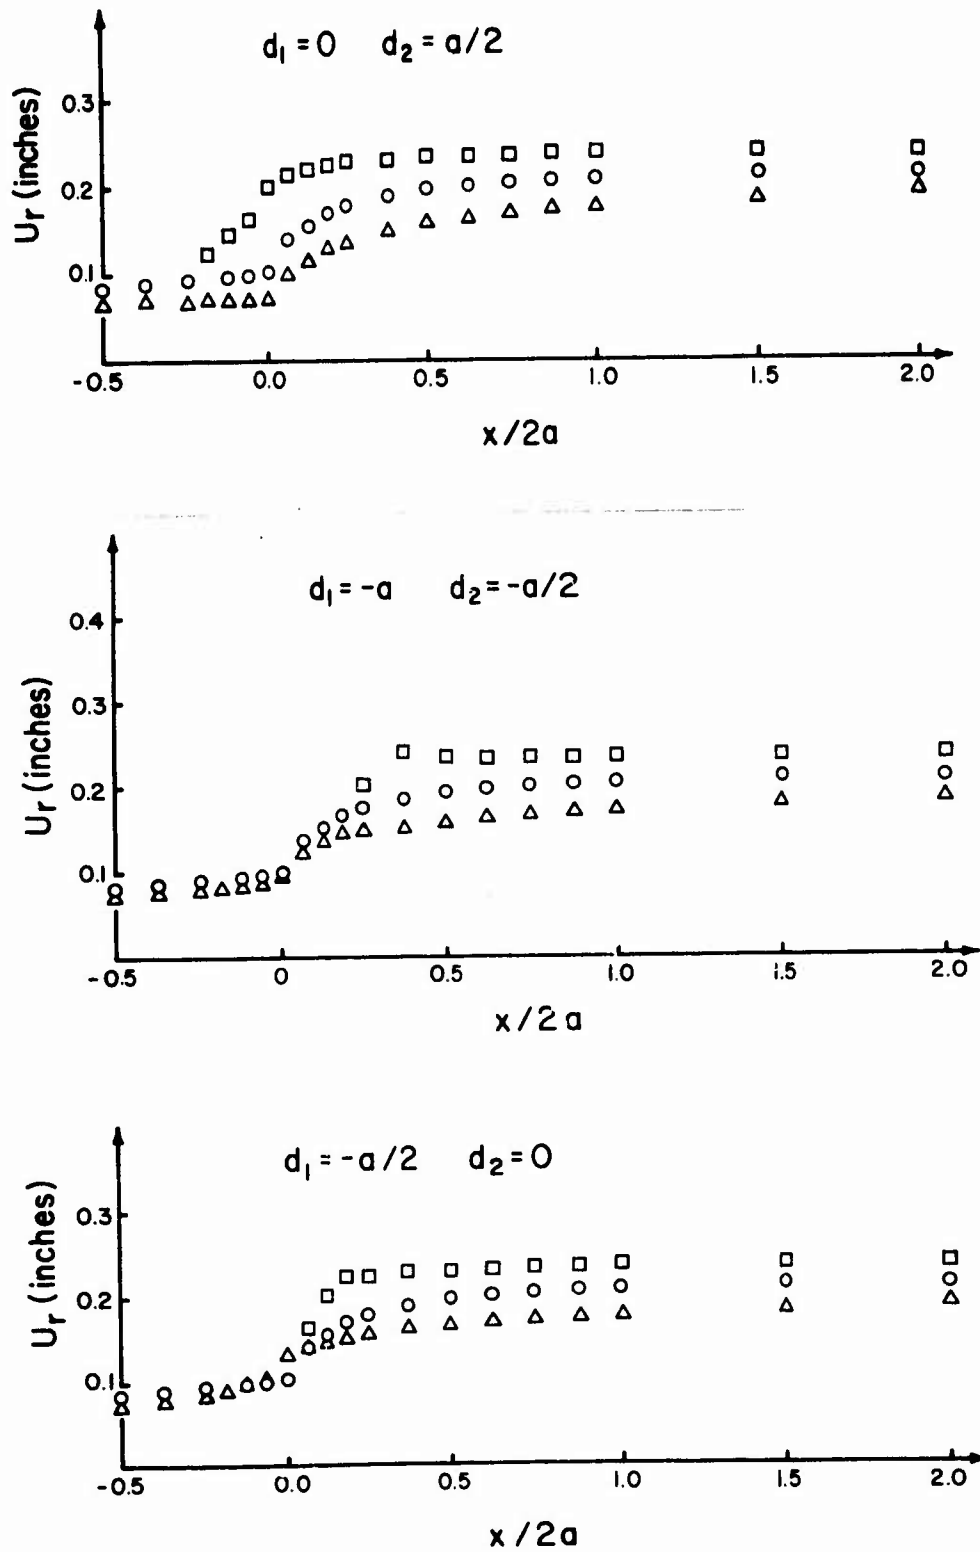 d₁ = 0 d₂ = a/2
Uᵣ (inches)
0.3
0.2
0.1
-0.5 0.0 0.5 1.0 1.5 2.0
x/2a
d₁ = -a d₂ = -a/2
Uᵣ (inches)
0.4
0.3
0.2
0.1
-0.5 0 0.5 1.0 1.5 2.0
x/2a
d₁ = -a/2 d₂ = 0
Uᵣ (inches)
0.3
0.2
0.1
-0.5 0.0 0.5 1.0 1.5 2.0
x/2a